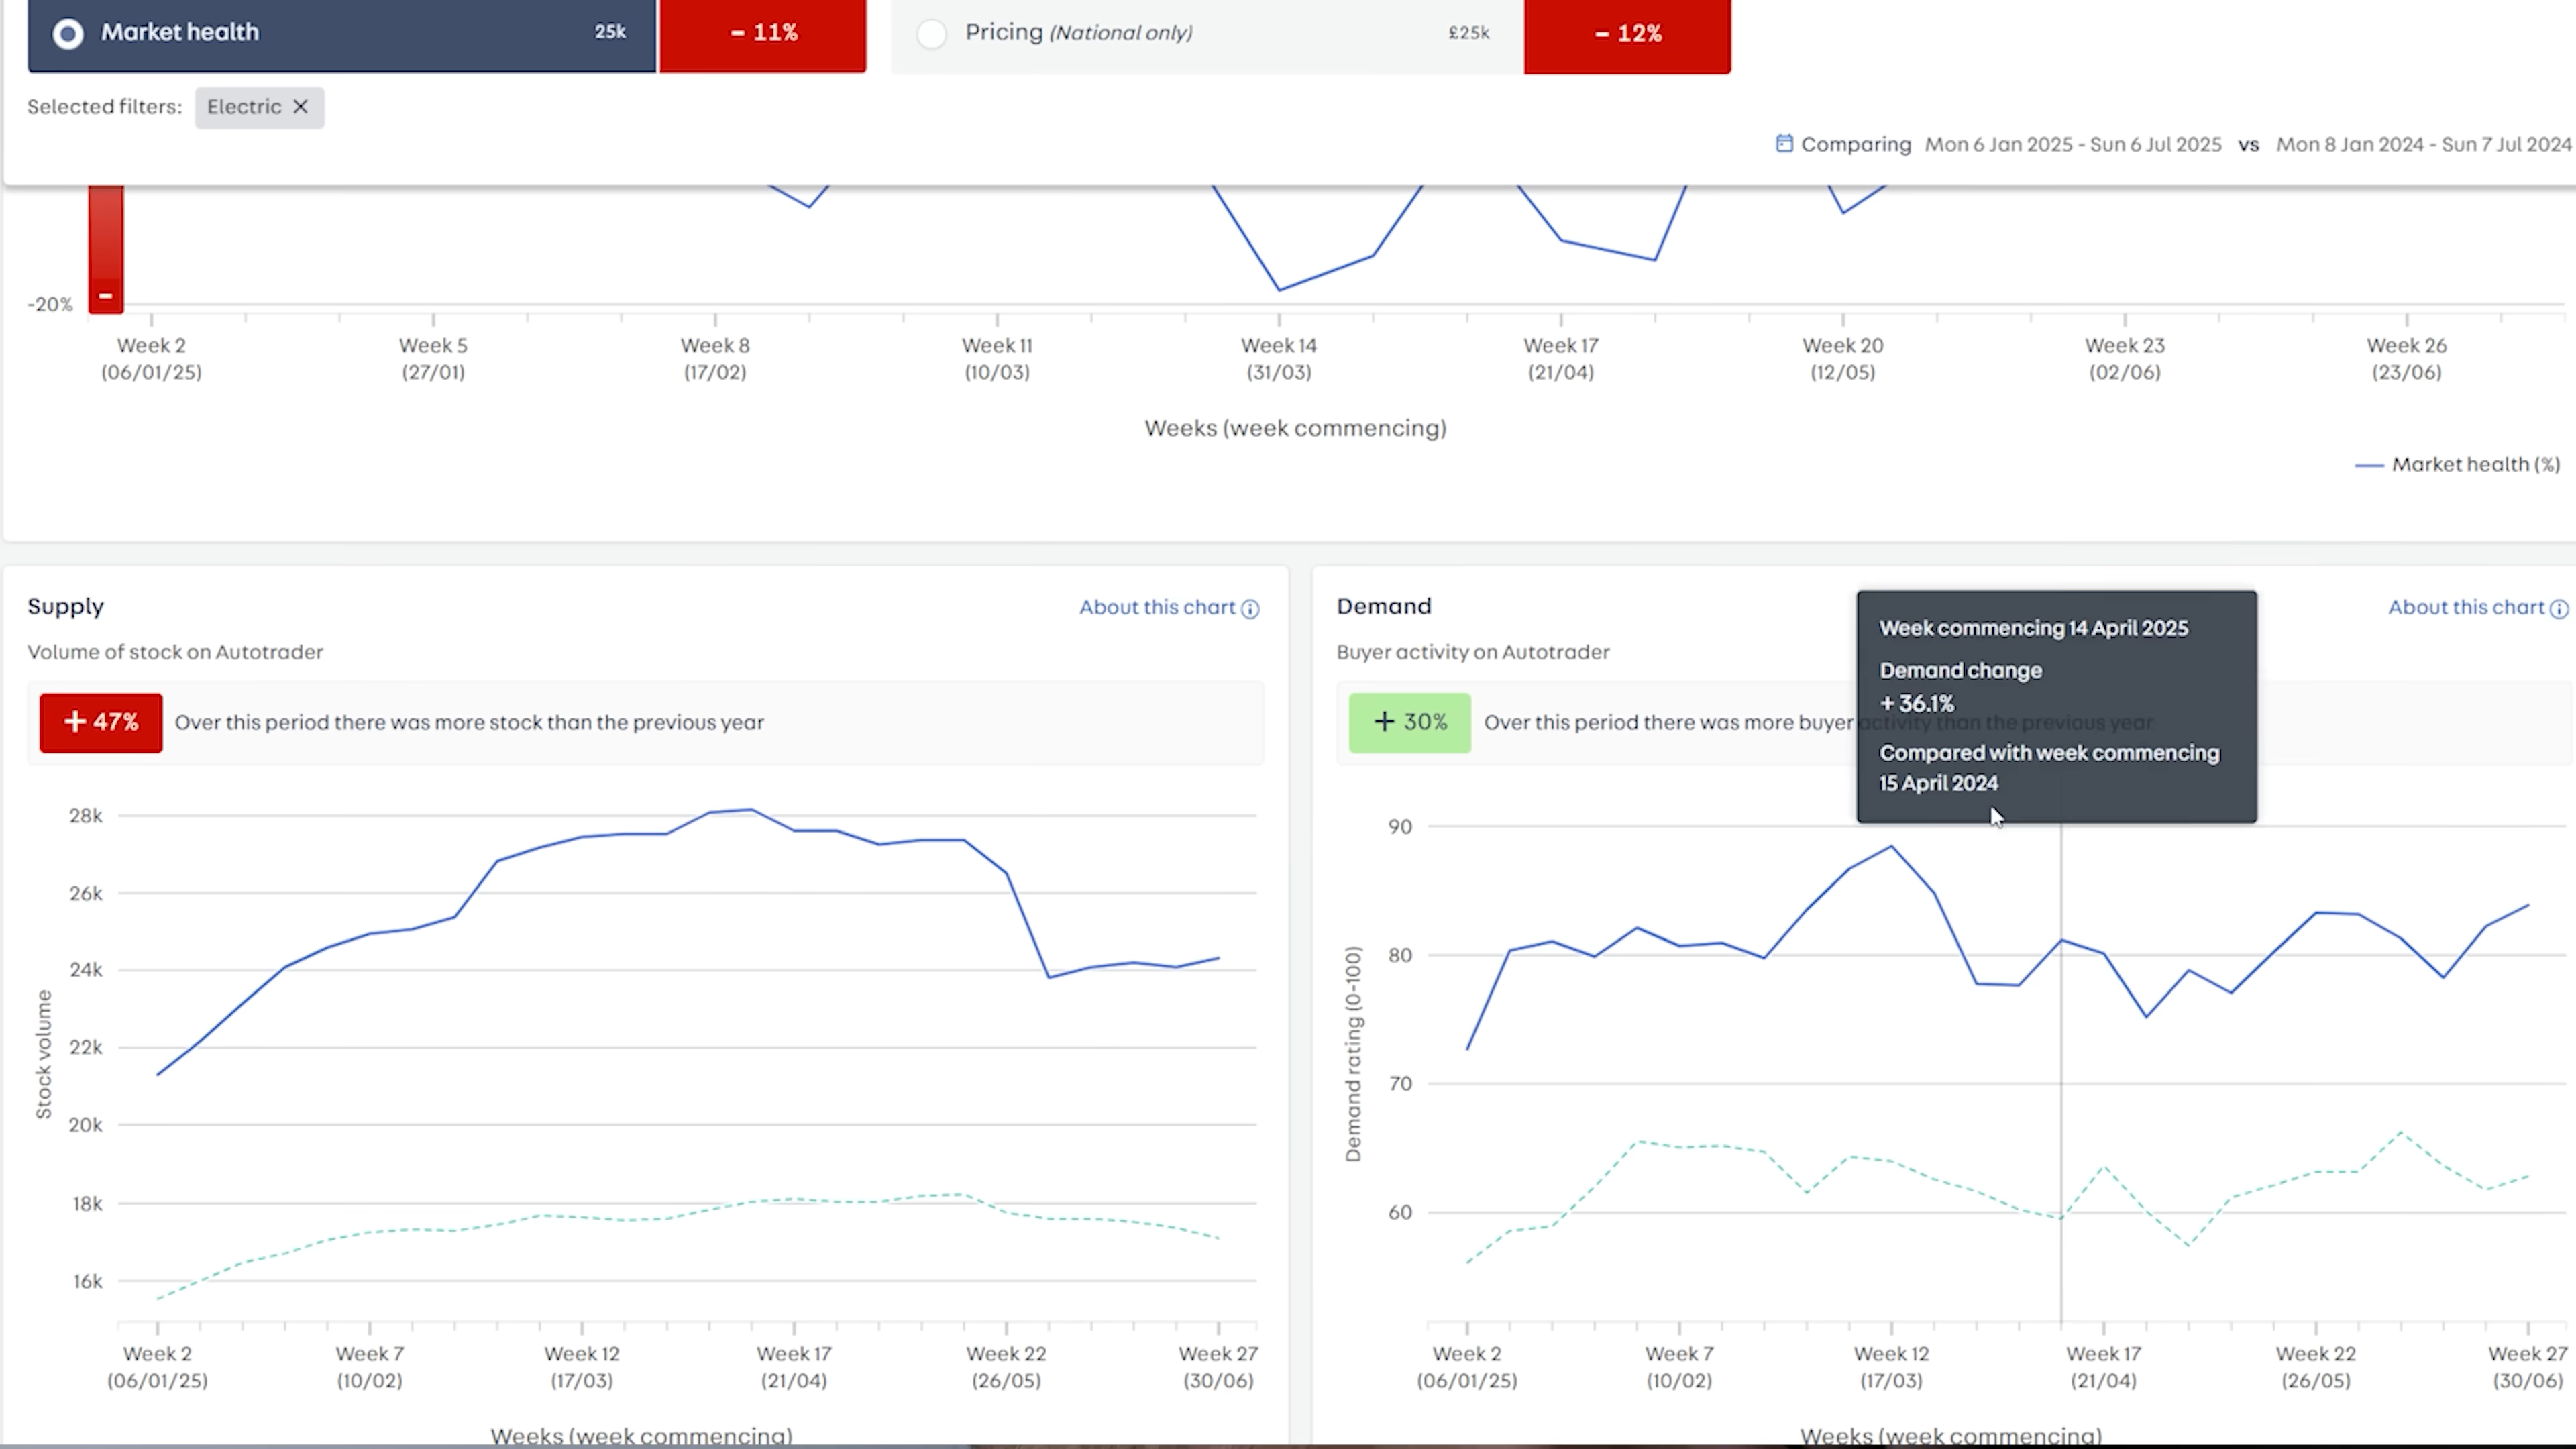 Market health 25k − 11% Pricing (National only) £25k − 12%
Selected filters: Electric ✕
Comparing Mon 6 Jan 2025 - Sun 6 Jul 2025 vs Mon 8 Jan 2024 - Sun 7 Jul 2024
−
-20%
Week 2 Week 5 Week 8 Week 11 Week 14 Week 17 Week 20 Week 23 Week 26
(06/01/25) (27/01) (17/02) (10/03) (31/03) (21/04) (12/05) (02/06) (23/06)
Weeks (week commencing)
Market health (%)
Supply
About this chart
Volume of stock on Autotrader
+ 47% Over this period there was more stock than the previous year
28k
26k
24k
22k
20k
18k
16k
Stock volume
Week 2 Week 7 Week 12 Week 17 Week 22 Week 27
(06/01/25) (10/02) (17/03) (21/04) (26/05) (30/06)
Weeks (week commencing)
Demand
About this chart
Buyer activity on Autotrader
+ 30% Over this period there was more buyer activity than the previous year
Week commencing 14 April 2025
Demand change
+ 36.1%
Compared with week commencing
15 April 2024
90
80
70
60
Demand rating (0-100)
Week 2 Week 7 Week 12 Week 17 Week 22 Week 27
(06/01/25) (10/02) (17/03) (21/04) (26/05) (30/06)
Weeks (week commencing)